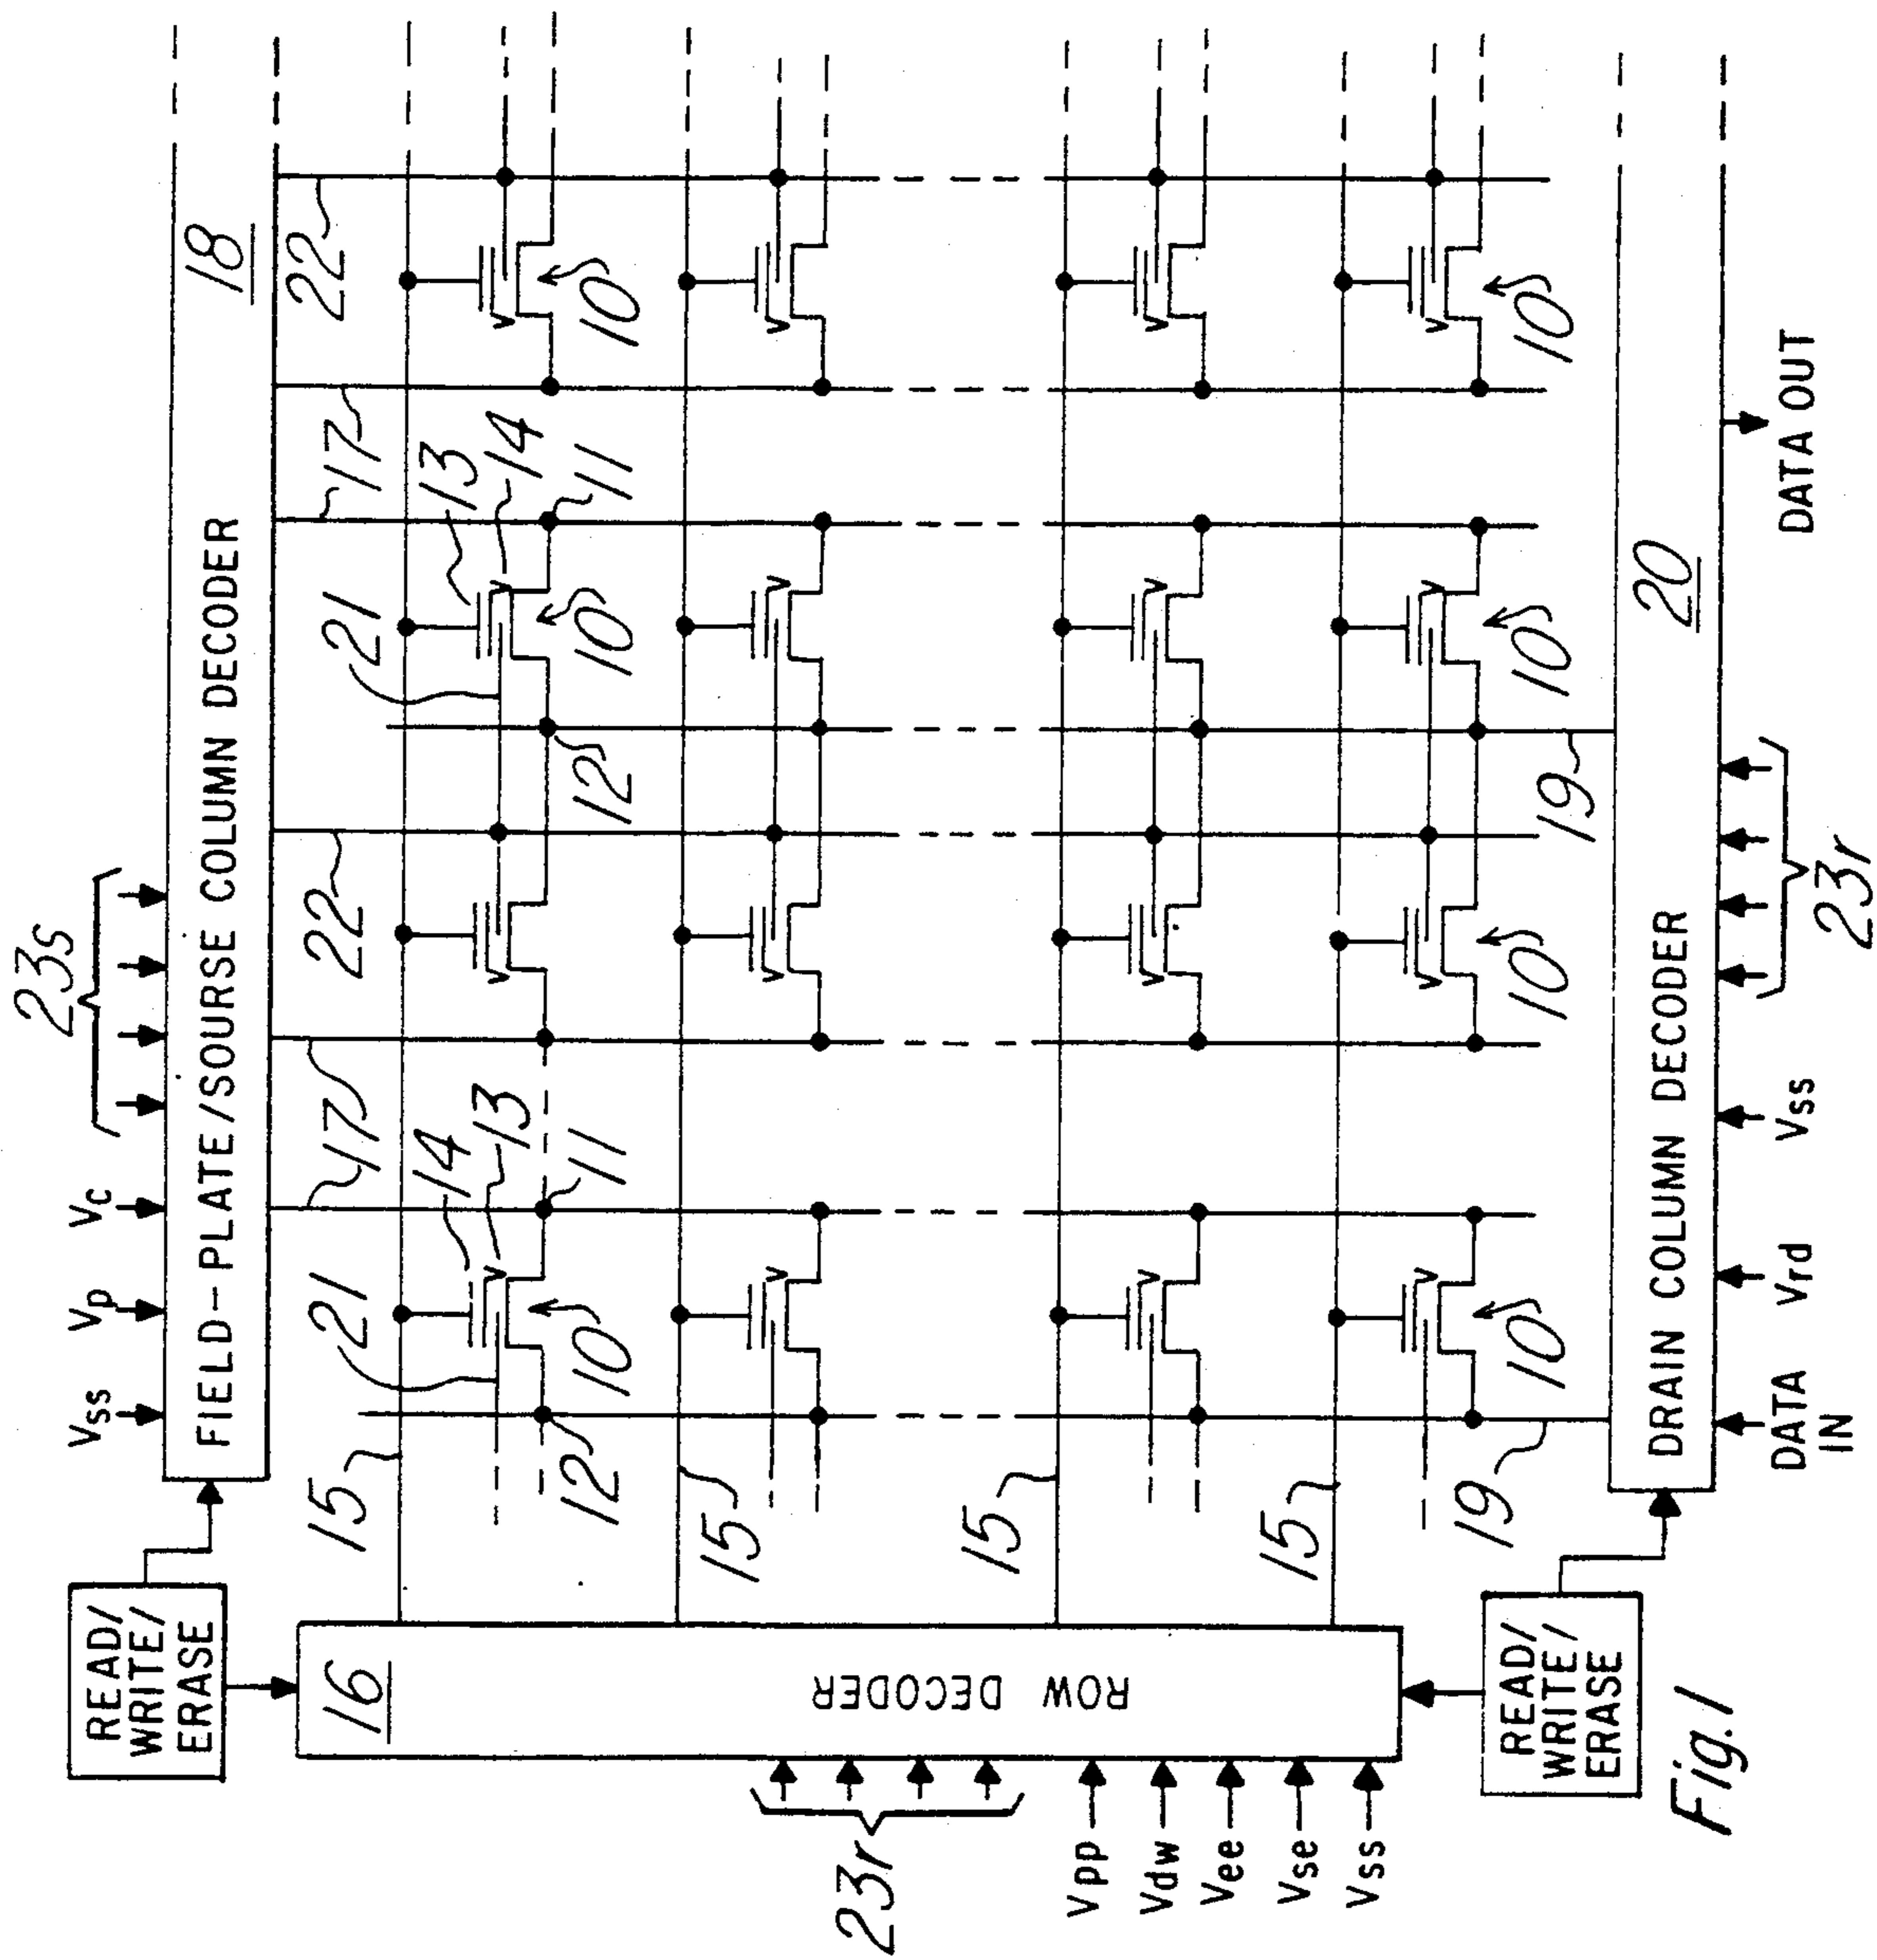 23s
Vss
Vp
Vc
READ/
WRITE/
ERASE
FIELD-PLATE/SOURSE COLUMN DECODER
18
15
21
14
13
17
22
21
13
14
17
22
10
12
11
10
12
11
10
15
16
ROW DECODER
23r
Vpp
Vdw
Vee
Vse
Vss
15
15
10
10
10
10
19
19
READ/
WRITE/
ERASE
DRAIN COLUMN DECODER
20
DATA
IN
Vrd
Vss
23r
DATA OUT
Fig.1